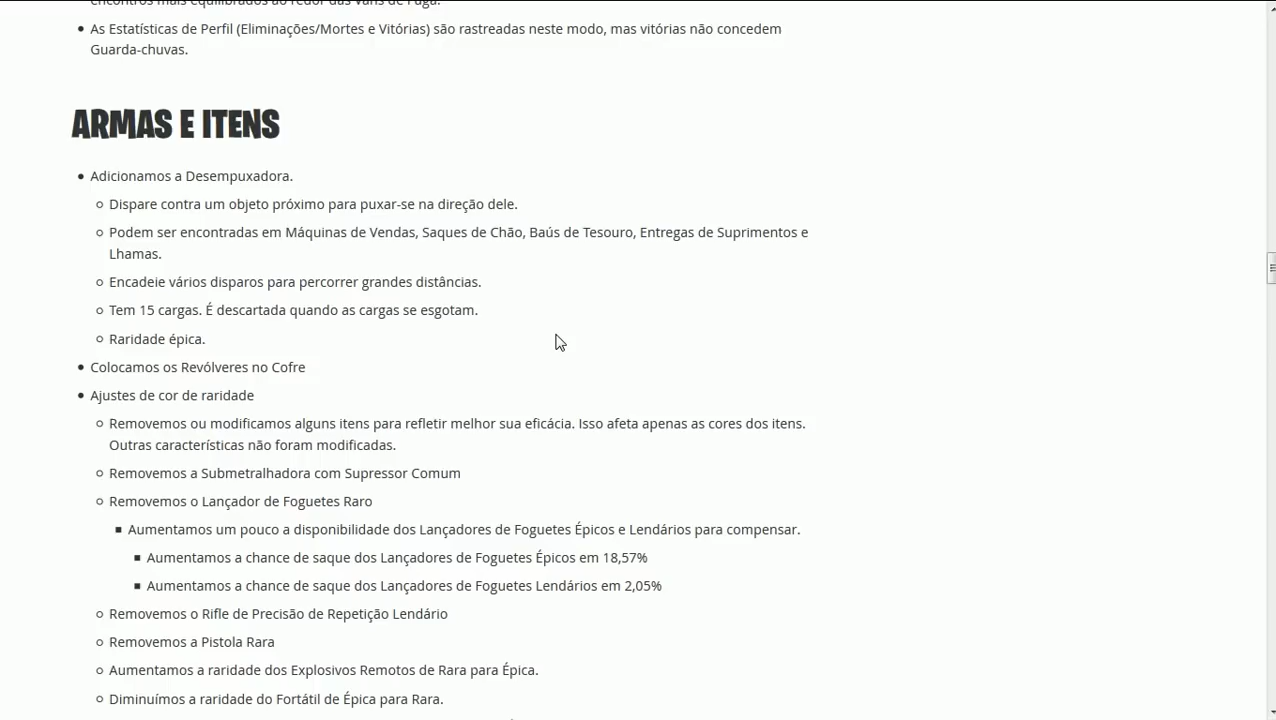 encontros mais equilibrados ao redor das Vans de Fuga.
As Estatísticas de Perfil (Eliminações/Mortes e Vitórias) são rastreadas neste modo, mas vitórias não concedem
Guarda-chuvas.
ARMAS E ITENS
Adicionamos a Desempuxadora.
Dispare contra um objeto próximo para puxar-se na direção dele.
Podem ser encontradas em Máquinas de Vendas, Saques de Chão, Baús de Tesouro, Entregas de Suprimentos e
Lhamas.
Encadeie vários disparos para percorrer grandes distâncias.
Tem 15 cargas. É descartada quando as cargas se esgotam.
Raridade épica.
Colocamos os Revólveres no Cofre
Ajustes de cor de raridade
Removemos ou modificamos alguns itens para refletir melhor sua eficácia. Isso afeta apenas as cores dos itens.
Outras características não foram modificadas.
Removemos a Submetralhadora com Supressor Comum
Removemos o Lançador de Foguetes Raro
Aumentamos um pouco a disponibilidade dos Lançadores de Foguetes Épicos e Lendários para compensar.
Aumentamos a chance de saque dos Lançadores de Foguetes Épicos em 18,57%
Aumentamos a chance de saque dos Lançadores de Foguetes Lendários em 2,05%
Removemos o Rifle de Precisão de Repetição Lendário
Removemos a Pistola Rara
Aumentamos a raridade dos Explosivos Remotos de Rara para Épica.
Diminuímos a raridade do Fortátil de Épica para Rara.